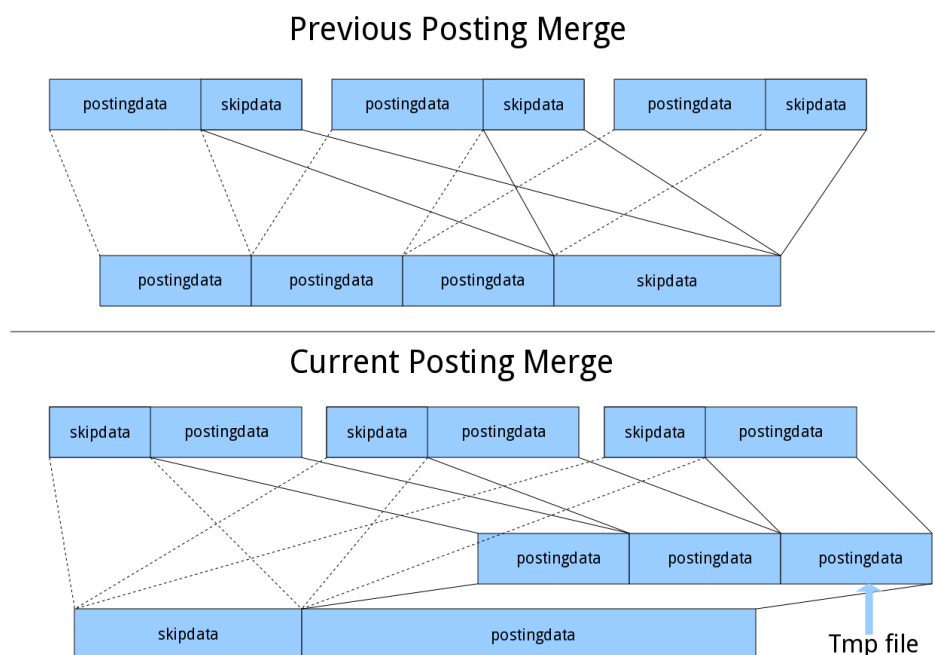 Previous Posting Merge
postingdata skipdata postingdata skipdata postingdata skipdata
postingdata postingdata postingdata skipdata
Current Posting Merge
skipdata postingdata skipdata postingdata skipdata postingdata
postingdata postingdata postingdata
skipdata postingdata
Tmp file